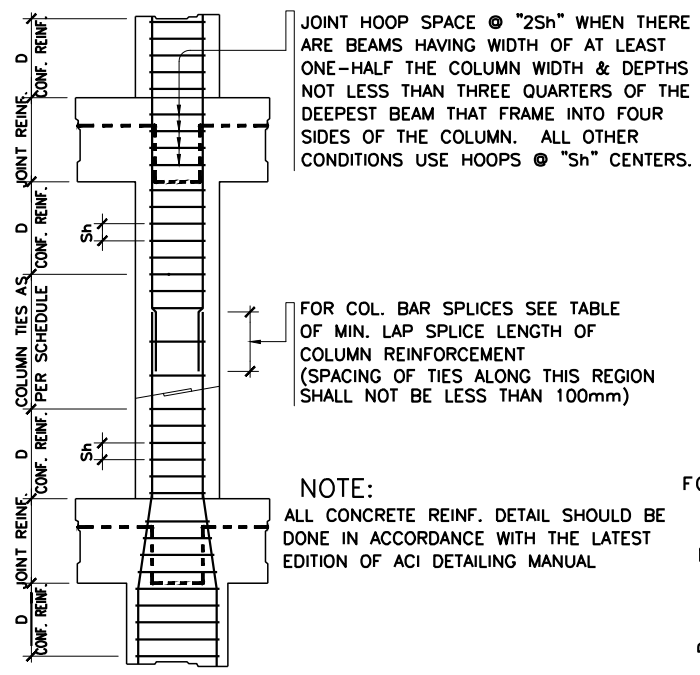 D
CONF. REINF.
JOINT REINF.
D
CONF. REINF.
Sh
COLUMN TIES AS
PER SCHEDULE
D
CONF. REINF.
Sh
JOINT REINF.
D
CONF. REINF.
JOINT HOOP SPACE @ "2Sh" WHEN THERE
ARE BEAMS HAVING WIDTH OF AT LEAST
ONE-HALF THE COLUMN WIDTH & DEPTHS
NOT LESS THAN THREE QUARTERS OF THE
DEEPEST BEAM THAT FRAME INTO FOUR
SIDES OF THE COLUMN. ALL OTHER
CONDITIONS USE HOOPS @ "Sh" CENTERS.
FOR COL. BAR SPLICES SEE TABLE
OF MIN. LAP SPLICE LENGTH OF
COLUMN REINFORCEMENT
(SPACING OF TIES ALONG THIS REGION
SHALL NOT BE LESS THAN 100mm)
NOTE:
ALL CONCRETE REINF. DETAIL SHOULD BE
DONE IN ACCORDANCE WITH THE LATEST
EDITION OF ACI DETAILING MANUAL